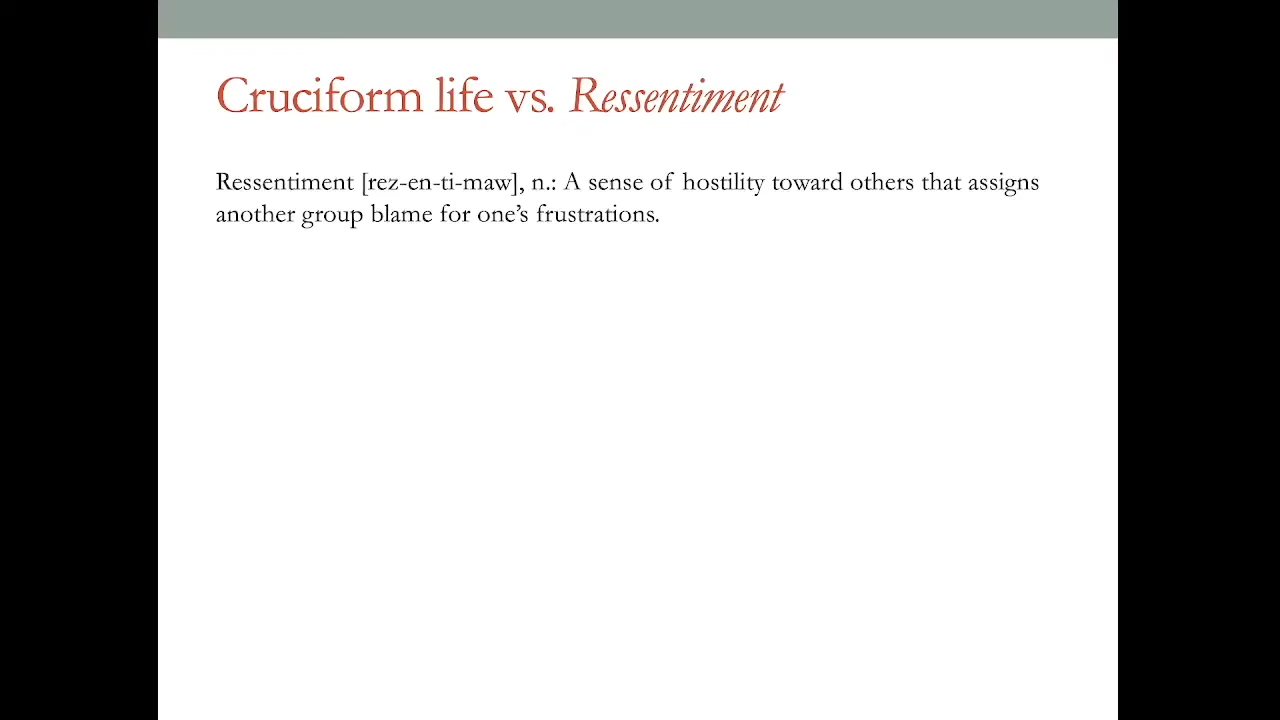 Cruciform life vs. Ressentiment
Ressentiment [rez-en-ti-maw], n.: A sense of hostility toward others that assigns
another group blame for one’s frustrations.